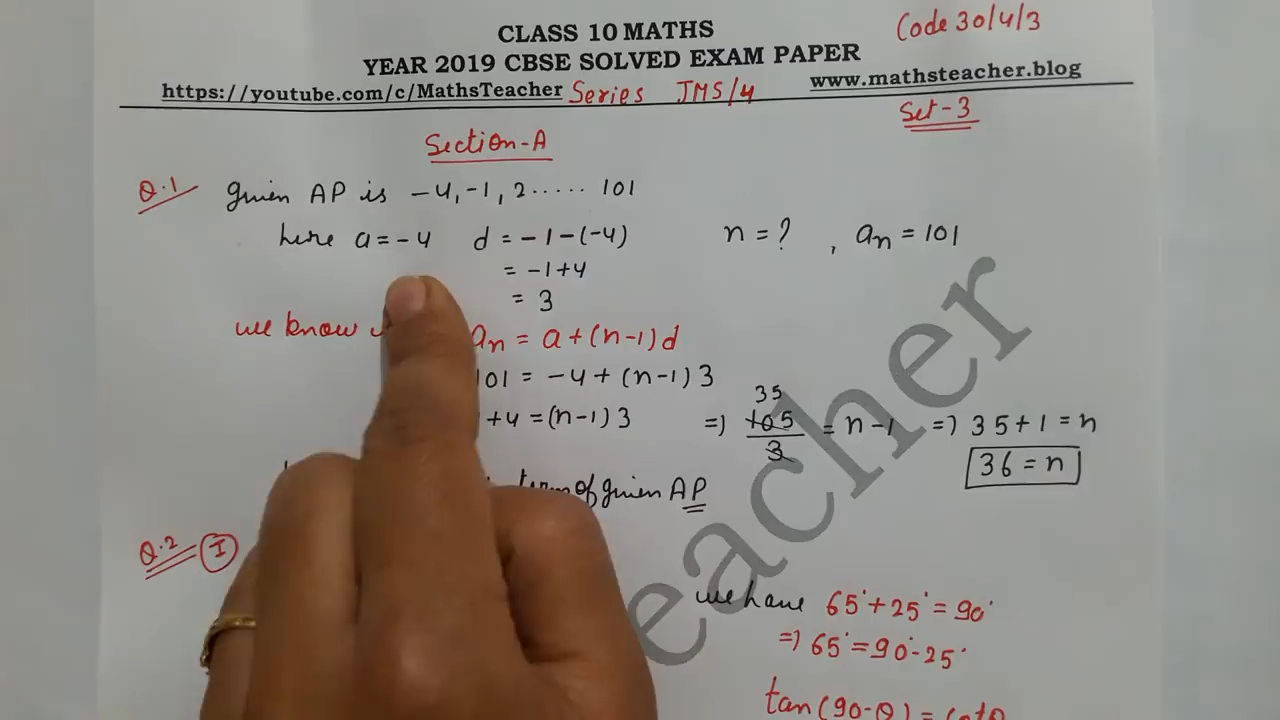 CLASS 10 MATHS
Code 30/4/3
YEAR 2019 CBSE SOLVED EXAM PAPER
https://youtube.com/c/MathsTeacher Series JMS/4 www.mathsteacher.blog
Set-3
Section-A
Q.1 given AP is -4, -1, 2...... 101
here a = -4 d = -1-(-4) n = ? , an = 101
= -1+4
= 3
we know an = a + (n-1)d
101 = -4 + (n-1) 3
+4 = (n-1) 3 => 105/3 35 = n-1 => 35+1 = n
36 = n
term of given AP
Q.2 I
we have 65° + 25° = 90°
=> 65° = 90° - 25°
tan(90-θ) = cotθ
eacher